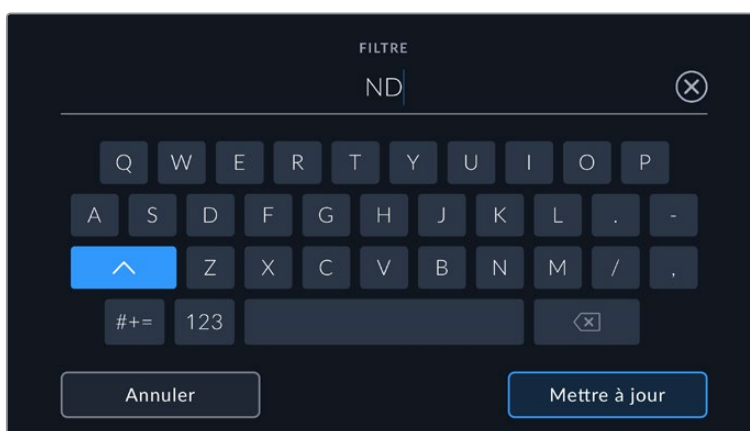 FILTRE
ND
Q W E R T Y U I O P
A S D F G H J K L . -
Z X C V B N M / ,
#+= 123
Annuler Mettre à jour